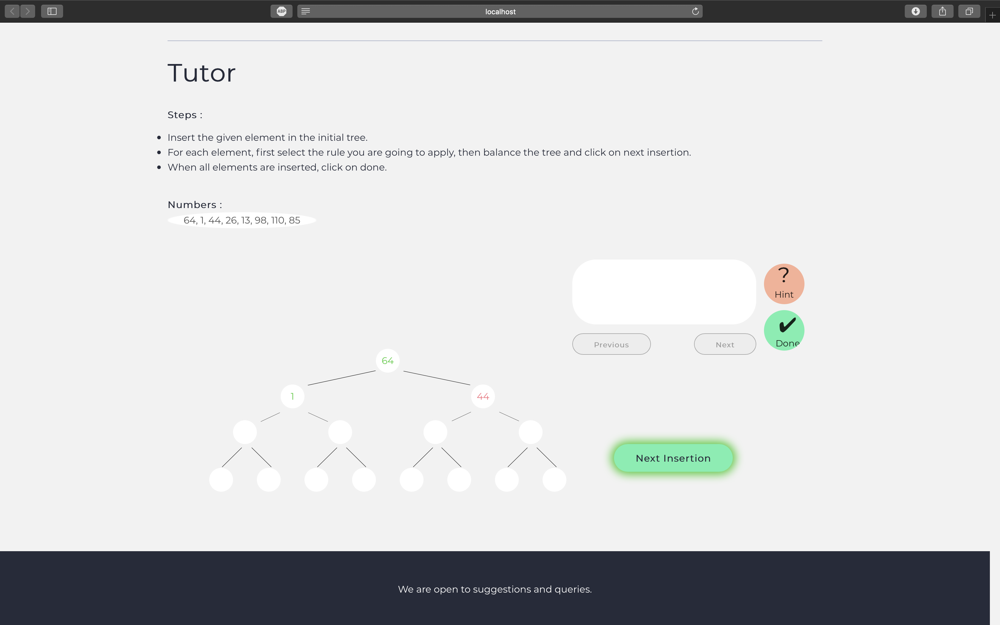 ABP
localhost
Tutor
Steps :
Insert the given element in the initial tree.
For each element, first select the rule you are going to apply, then balance the tree and click on next insertion.
When all elements are inserted, click on done.
Numbers :
64, 1, 44, 26, 13, 98, 110, 85
?
Hint
Done
Previous
Next
64
1
44
Next Insertion
We are open to suggestions and queries.